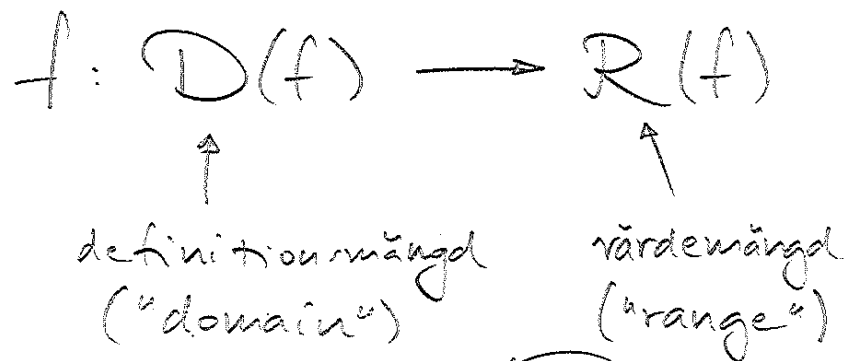 f: D(f) → R(f)
definitionsmängd värdemängd
("domain") ("range")